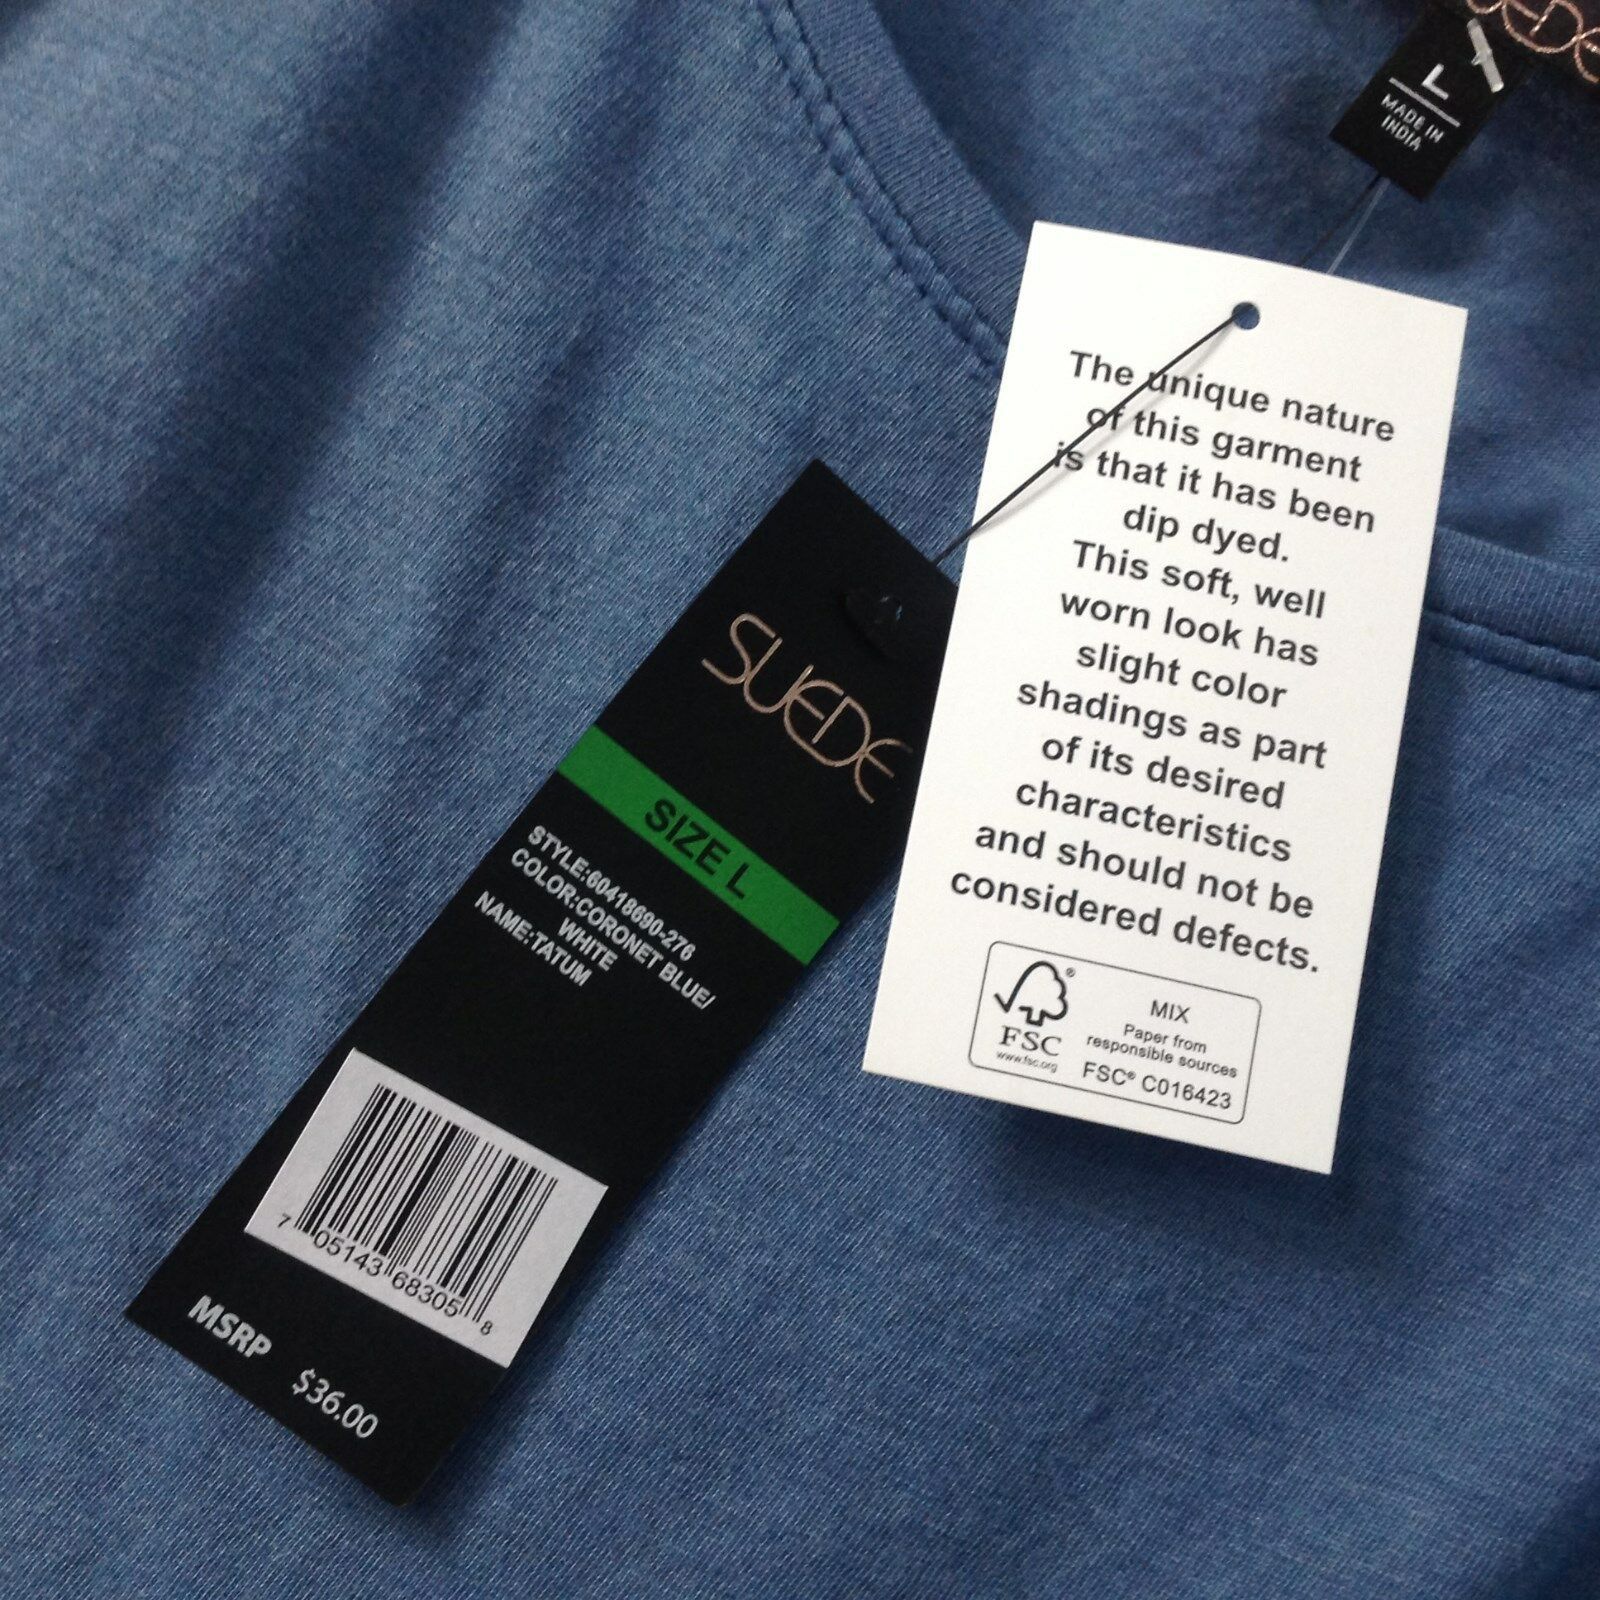 L
MADE IN
INDIA
The unique nature
of this garment
is that it has been
dip dyed.
This soft, well
worn look has
slight color
shadings as part
of its desired
characteristics
and should not be
considered defects.
FSC®
www.fsc.org
MIX
Paper from
responsible sources
FSC® C016423
SUEDE
SIZE L
STYLE:60418690-276
COLOR:CORONET BLUE/
WHITE
NAME:TATUM
7 05143 68305 8
MSRP $36.00